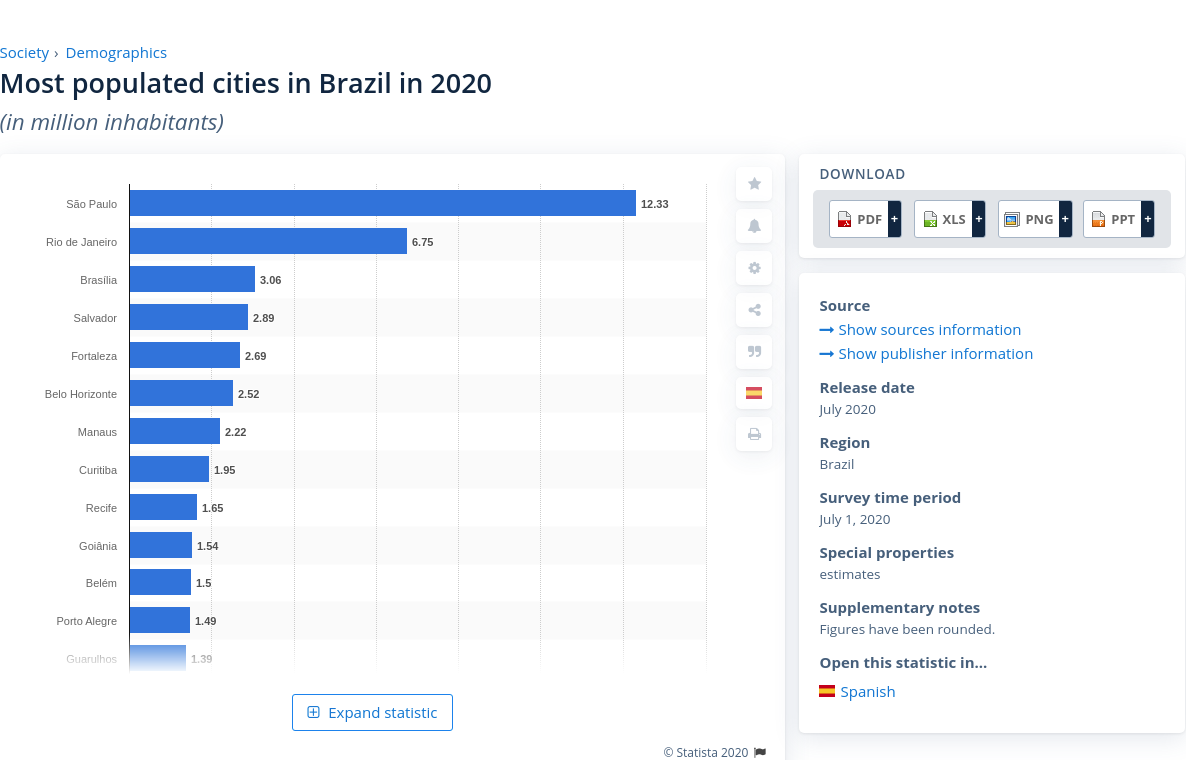 Society › Demographics
Most populated cities in Brazil in 2020
(in million inhabitants)
São Paulo 12.33
Rio de Janeiro 6.75
Brasília 3.06
Salvador 2.89
Fortaleza 2.69
Belo Horizonte 2.52
Manaus 2.22
Curitiba 1.95
Recife 1.65
Goiânia 1.54
Belém 1.5
Porto Alegre 1.49
Guarulhos 1.39
Expand statistic
© Statista 2020
DOWNLOAD
PDF + XLS + PNG + PPT +
Source
Show sources information
Show publisher information
Release date
July 2020
Region
Brazil
Survey time period
July 1, 2020
Special properties
estimates
Supplementary notes
Figures have been rounded.
Open this statistic in...
Spanish